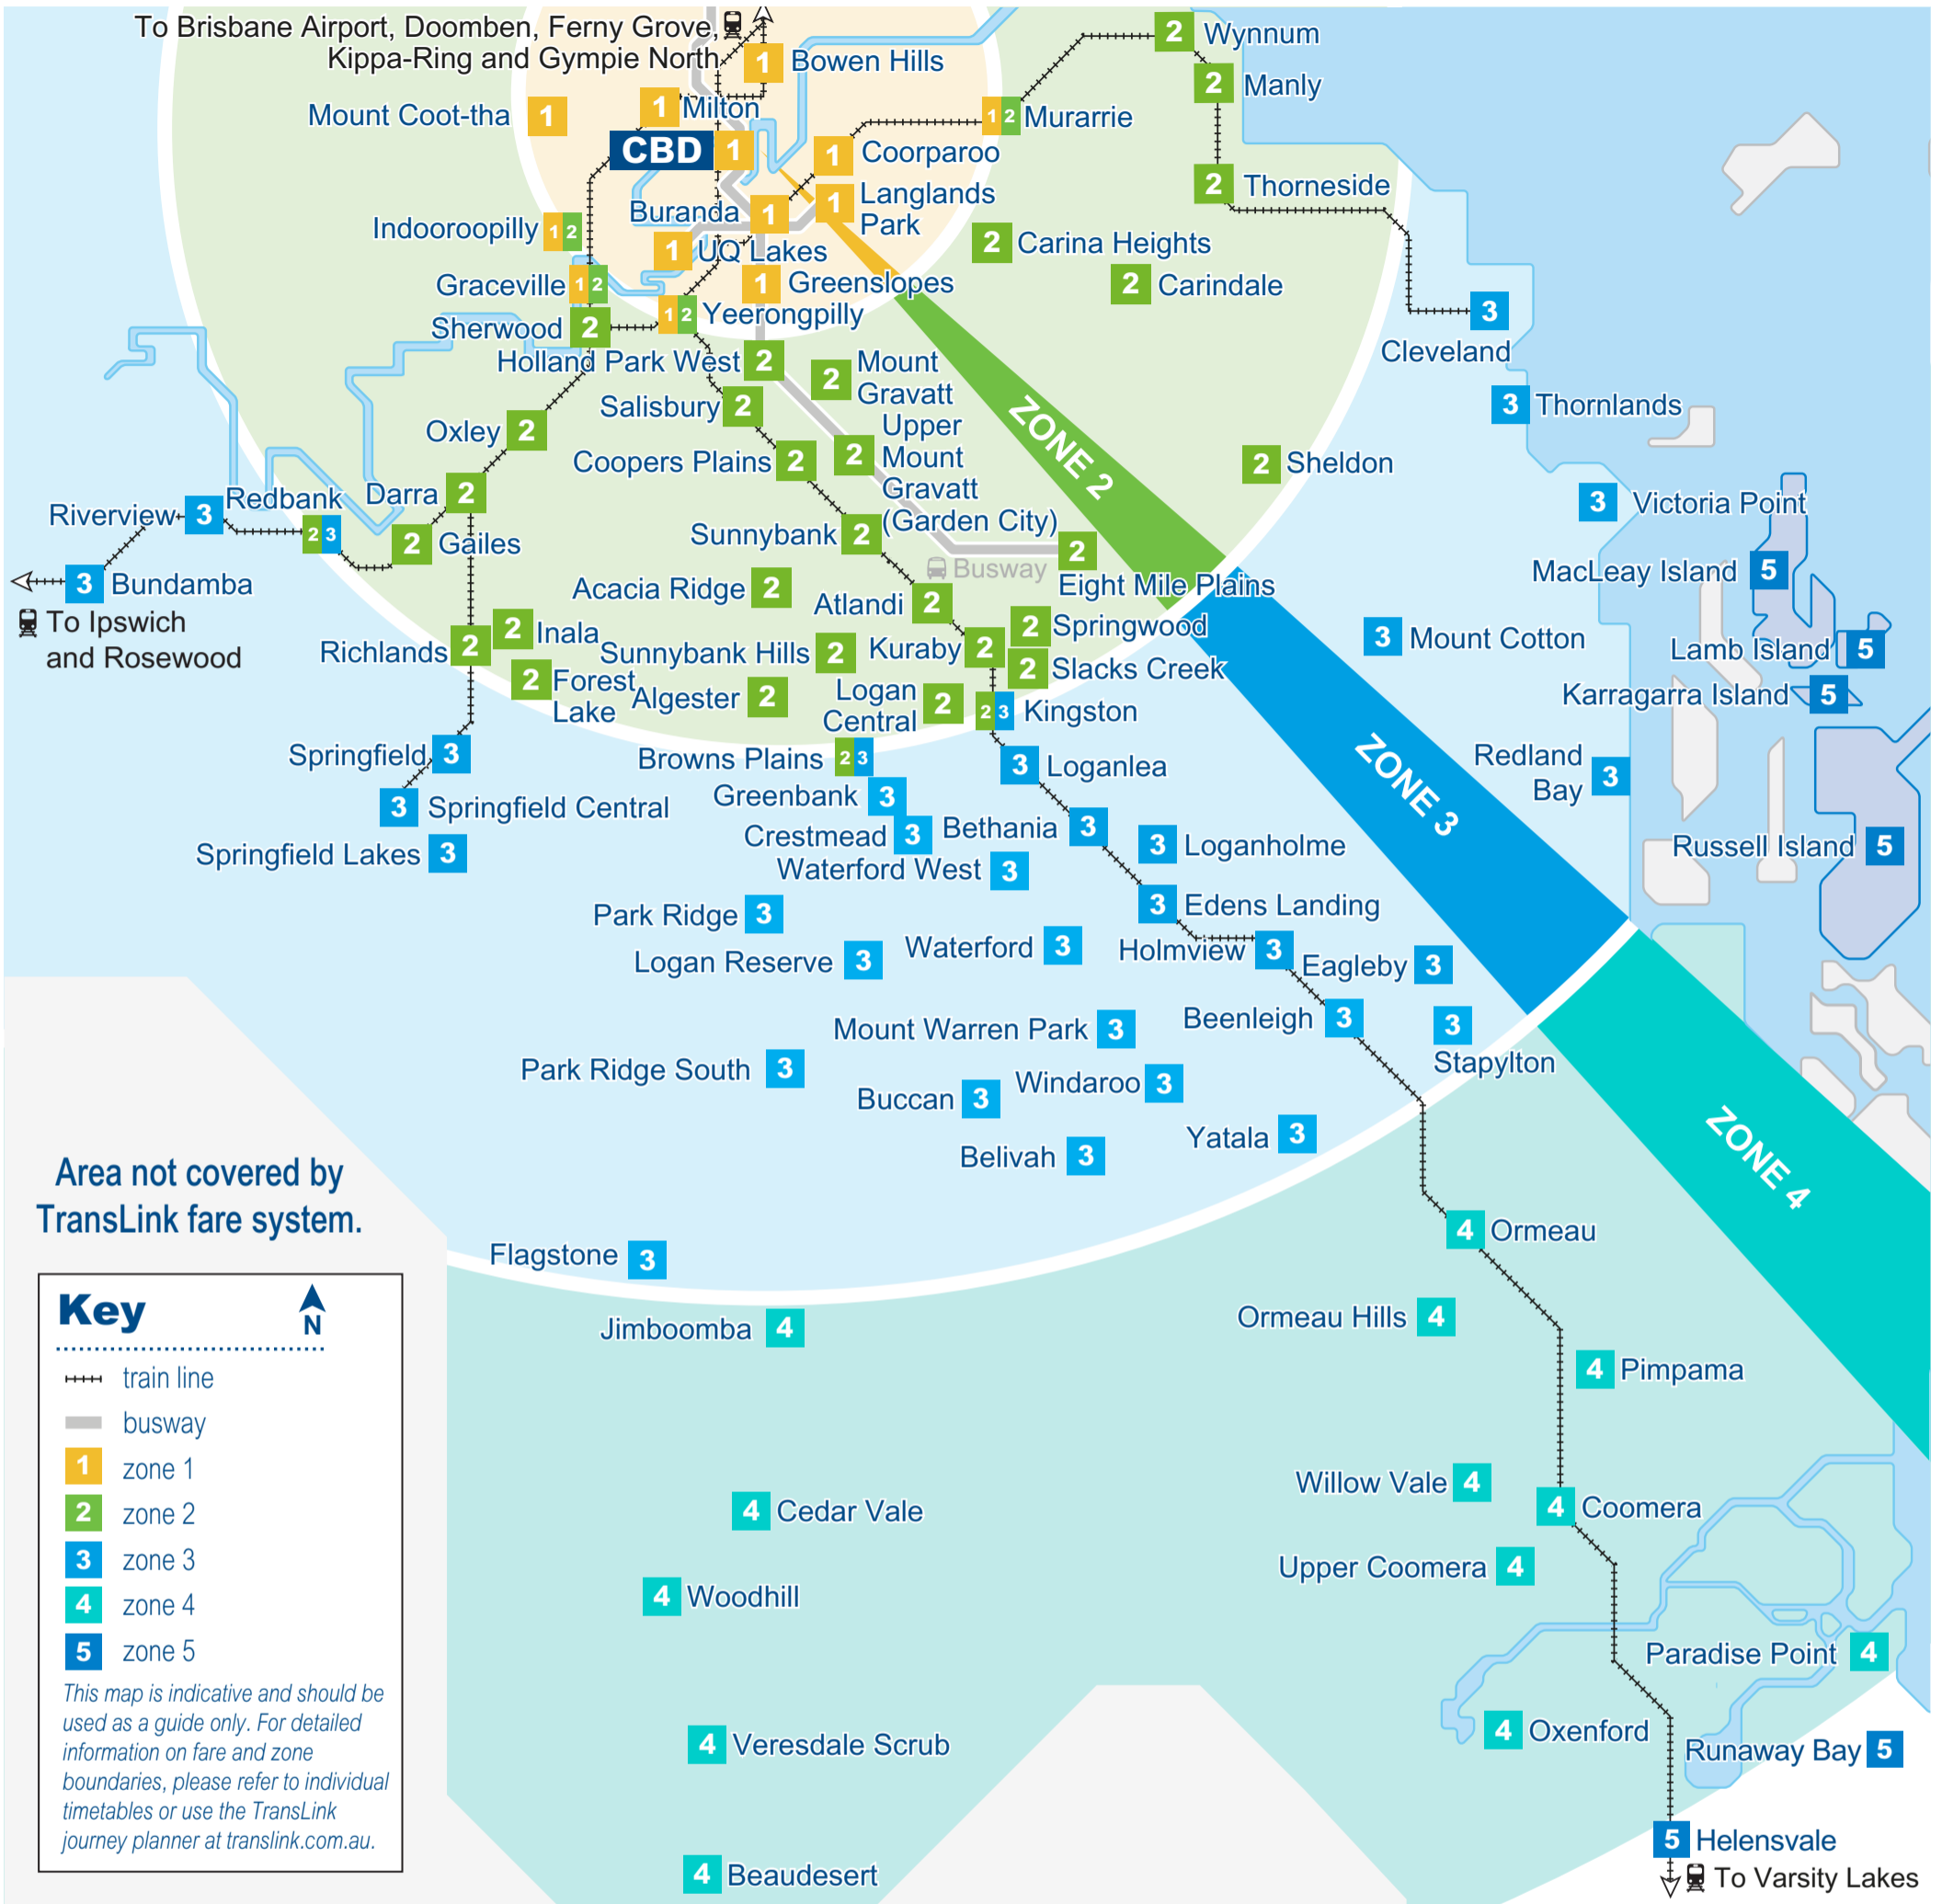 To Brisbane Airport, Doomben, Ferny Grove,
Kippa-Ring and Gympie North
1 Bowen Hills
2 Wynnum
2 Manly
Mount Coot-tha 1
1 Milton
12 Murarrie
CBD 1
1 Coorparoo
2 Thorneside
1 Langlands
Park
Buranda 1
Indooroopilly 12
1 UQ Lakes
2 Carina Heights
Graceville 12
1 Greenslopes
2 Carindale
12 Yeerongpilly
Sherwood 2
3
Cleveland
Holland Park West 2
2 Mount
Gravatt
Salisbury 2
3 Thornlands
ZONE 2
Oxley 2
2 Upper
Mount
Gravatt
(Garden City)
Coopers Plains 2
2 Sheldon
Darra 2
Redbank 23
Riverview 3
3 Victoria Point
Sunnybank 2
2 Gailes
2
Eight Mile Plains
Busway
MacLeay Island 5
3 Bundamba
To Ipswich
and Rosewood
Acacia Ridge 2
Atlandi 2
2 Inala
2 Springwood
3 Mount Cotton
Richlands 2
Sunnybank Hills 2
Kuraby 2
Lamb Island 5
2 Slacks Creek
2 Forest
Lake
Algester 2
Logan
Central 2
Karragarra Island 5
23 Kingston
Springfield 3
Browns Plains 23
3 Loganlea
ZONE 3
Redland
Bay 3
Greenbank 3
3 Springfield Central
Crestmead 3
Bethania 3
3 Loganholme
Russell Island 5
Springfield Lakes 3
Waterford West 3
Park Ridge 3
3 Edens Landing
Logan Reserve 3
Waterford 3
Holmview 3
Eagleby 3
Mount Warren Park 3
Beenleigh 3
3
Stapylton
Park Ridge South 3
Buccan 3
Windaroo 3
Yatala 3
Belivah 3
ZONE 4
Area not covered by
TransLink fare system.
Flagstone 3
4 Ormeau
Jimboomba 4
Ormeau Hills 4
4 Pimpama
Willow Vale 4
4 Cedar Vale
4 Coomera
Upper Coomera 4
4 Woodhill
Paradise Point 4
4 Oxenford
4 Veresdale Scrub
Runaway Bay 5
5 Helensvale
4 Beaudesert
To Varsity Lakes
Key
N
train line
busway
1 zone 1
2 zone 2
3 zone 3
4 zone 4
5 zone 5
This map is indicative and should be
used as a guide only. For detailed
information on fare and zone
boundaries, please refer to individual
timetables or use the TransLink
journey planner at translink.com.au.